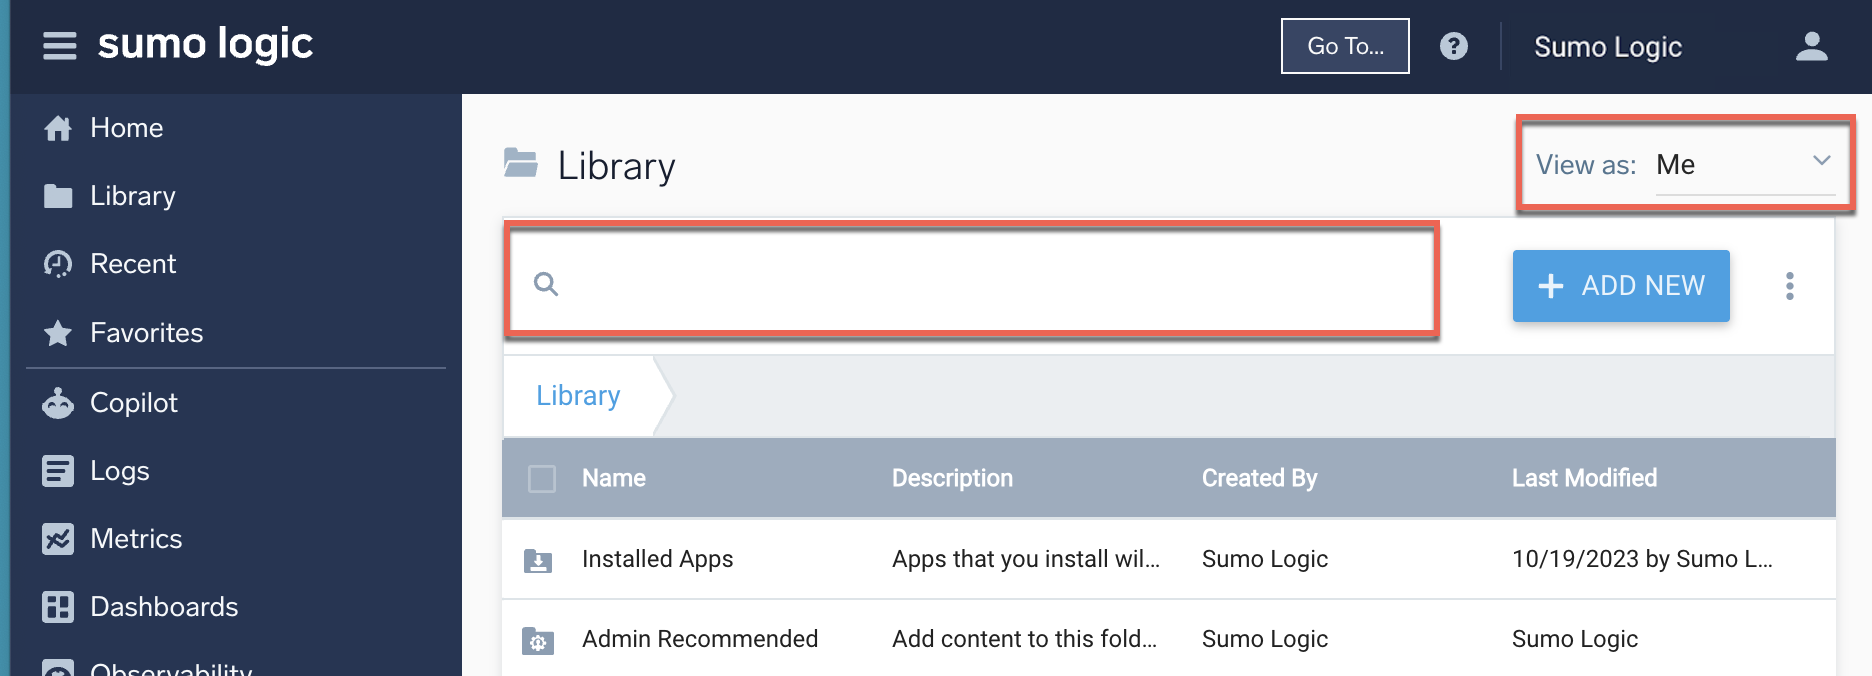 sumo logic
Go To...
?
Sumo Logic
Home
Library
Recent
Favorites
Copilot
Logs
Metrics
Dashboards
Observability
Library
View as: Me
+ ADD NEW
Library
Name Description Created By Last Modified
Installed Apps Apps that you install wil... Sumo Logic 10/19/2023 by Sumo L...
Admin Recommended Add content to this fold... Sumo Logic Sumo Logic